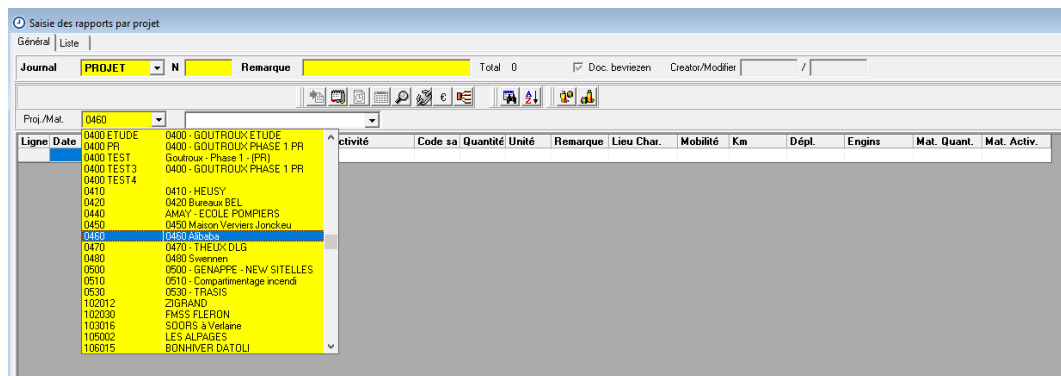 Saisie des rapports par projet
Général Liste
Journal PROJET N Remarque Total 0 Doc. bevriezen Creator/Modifier /
€
Proj./Mat. 0460
Ligne Date ctivité Code sa Quantité Unité Remarque Lieu Char. Mobilité Km Dépl. Engins Mat. Quant. Mat. Activ.
0400 ETUDE 0400 - GOUTROUX ETUDE
0400 PR 0400 - GOUTROUX PHASE 1 PR
0400 TEST Goutroux - Phase 1 - (PR)
0400 TEST3 0400 - GOUTROUX PHASE 1 PR
0400 TEST4
0410 0410 - HEUSY
0420 0420 Bureaux BEL
0440 AMAY - ECOLE POMPIERS
0450 0450 Maison Verviers Jonckeu
0460 0460 Alibaba
0470 0470 - THEUX DLG
0480 0480 Swennen
0500 0500 - GENAPPE - NEW SITELLES
0510 0510 - Compartimentage incendi
0530 0530 - TRASIS
102012 ZIGRAND
102030 FMSS FLERON
103016 SOORS à Verlaine
105002 LES ALPAGES
106015 BONHIVER DATOLI